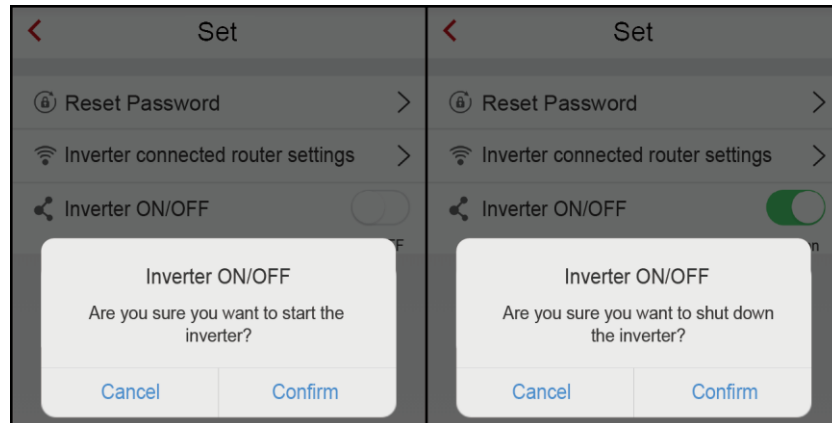 Set
Reset Password
Inverter connected router settings
Inverter ON/OFF
Inverter ON/OFF
Are you sure you want to start the
inverter?
Cancel Confirm
Set
Reset Password
Inverter connected router settings
Inverter ON/OFF
Inverter ON/OFF
Are you sure you want to shut down
the inverter?
Cancel Confirm